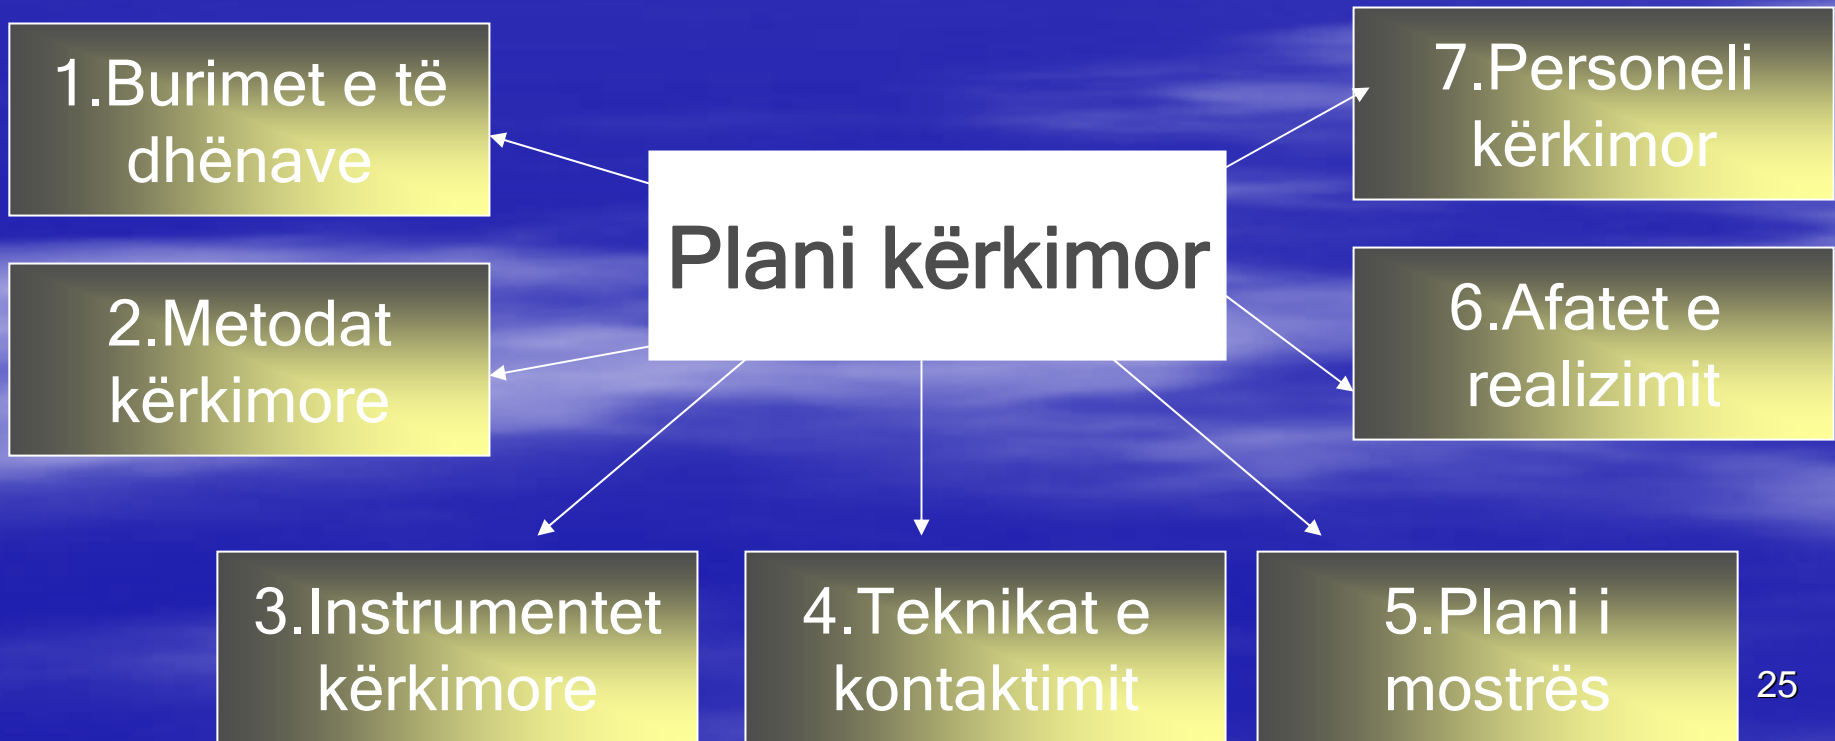 1.Burimet e të
dhënave
7.Personeli
kërkimor
Plani kërkimor
2.Metodat
kërkimore
6.Afatet e
realizimit
3.Instrumentet
kërkimore
4.Teknikat e
kontaktimit
5.Plani i
mostrës
25